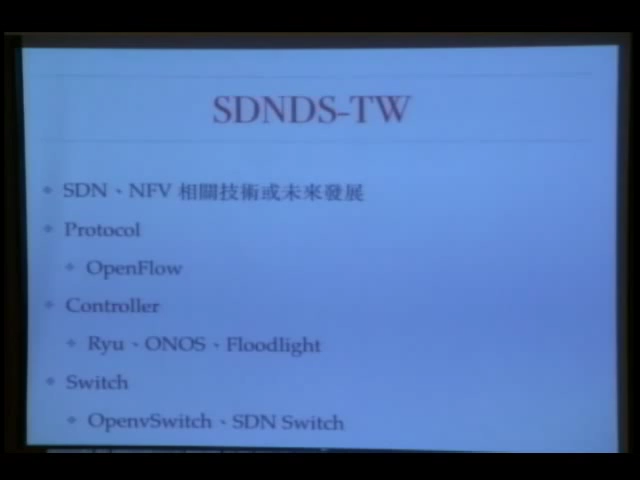 SDNDS-TW
SDN、NFV 相關技術或未來發展
Protocol
OpenFlow
Controller
Ryu、ONOS、Floodlight
Switch
OpenvSwitch、SDN Switch